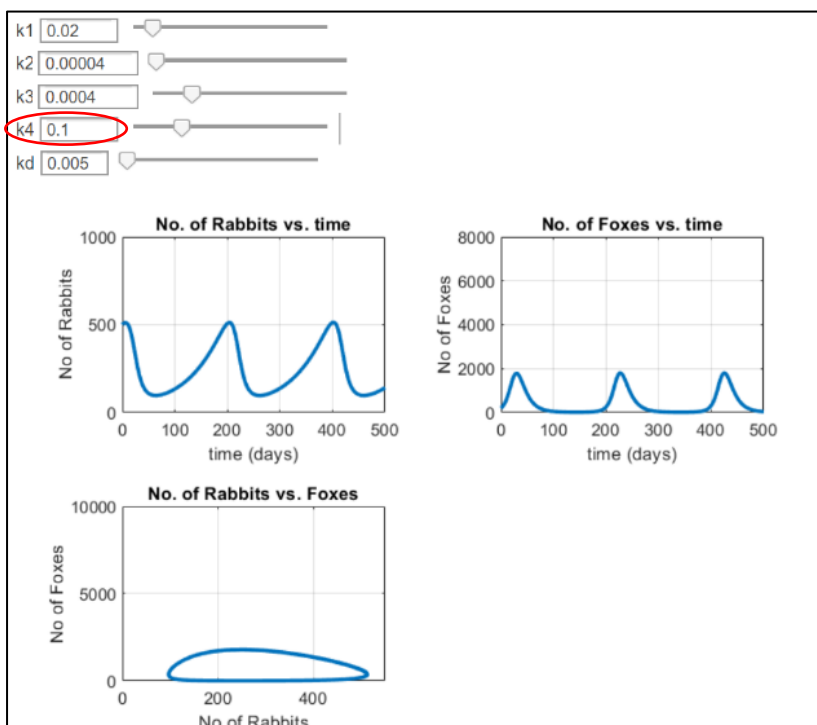 k1 0.02
k2 0.00004
k3 0.0004
k4 0.1
kd 0.005
No. of Rabbits vs. time
1000
500
0
No of Rabbits
0 100 200 300 400 500
time (days)
No. of Foxes vs. time
8000
6000
4000
2000
0
No of Foxes
0 100 200 300 400 500
time (days)
No. of Rabbits vs. Foxes
10000
5000
0
No of Foxes
0 200 400
No of Rabbits